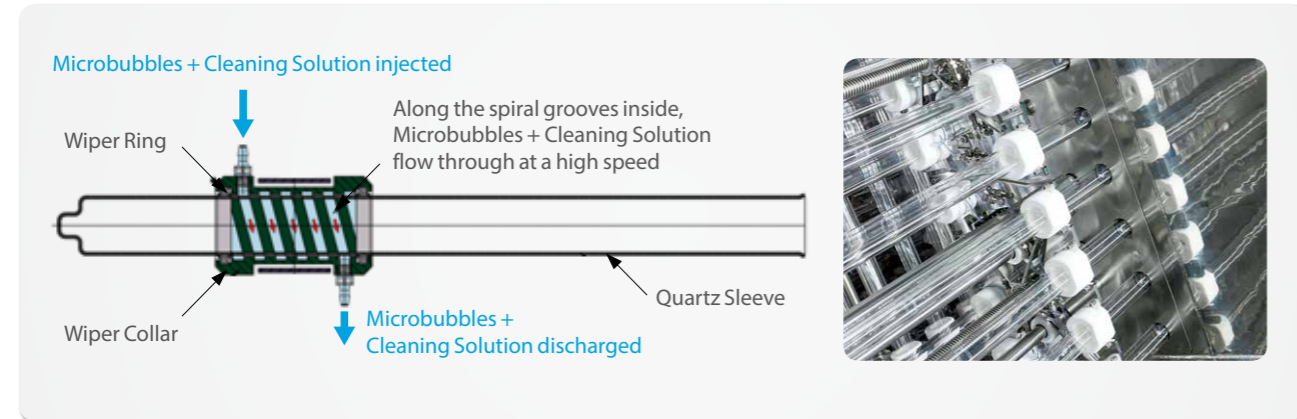 Microbubbles + Cleaning Solution injected
Along the spiral grooves inside,
Microbubbles + Cleaning Solution
flow through at a high speed
Wiper Ring
Quartz Sleeve
Wiper Collar
Microbubbles +
Cleaning Solution discharged